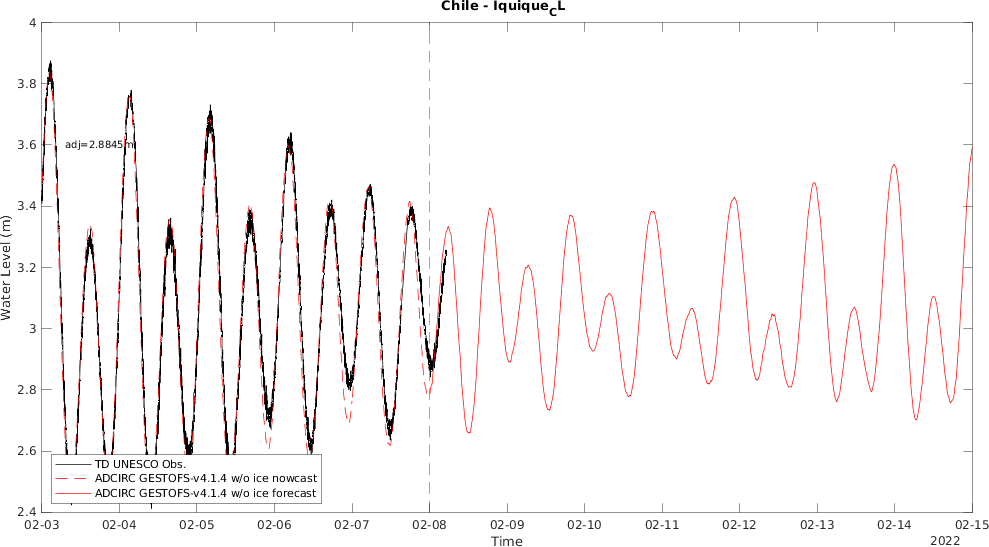 Chile - Iquique_CL
4
3.8
3.6
3.4
3.2
3
2.8
2.6
2.4
Water Level (m)
adj=2.8845m
TD UNESCO Obs.
ADCIRC GESTOFS-v4.1.4 w/o ice nowcast
ADCIRC GESTOFS-v4.1.4 w/o ice forecast
02-03 02-04 02-05 02-06 02-07 02-08 02-09 02-10 02-11 02-12 02-13 02-14 02-15
Time
2022